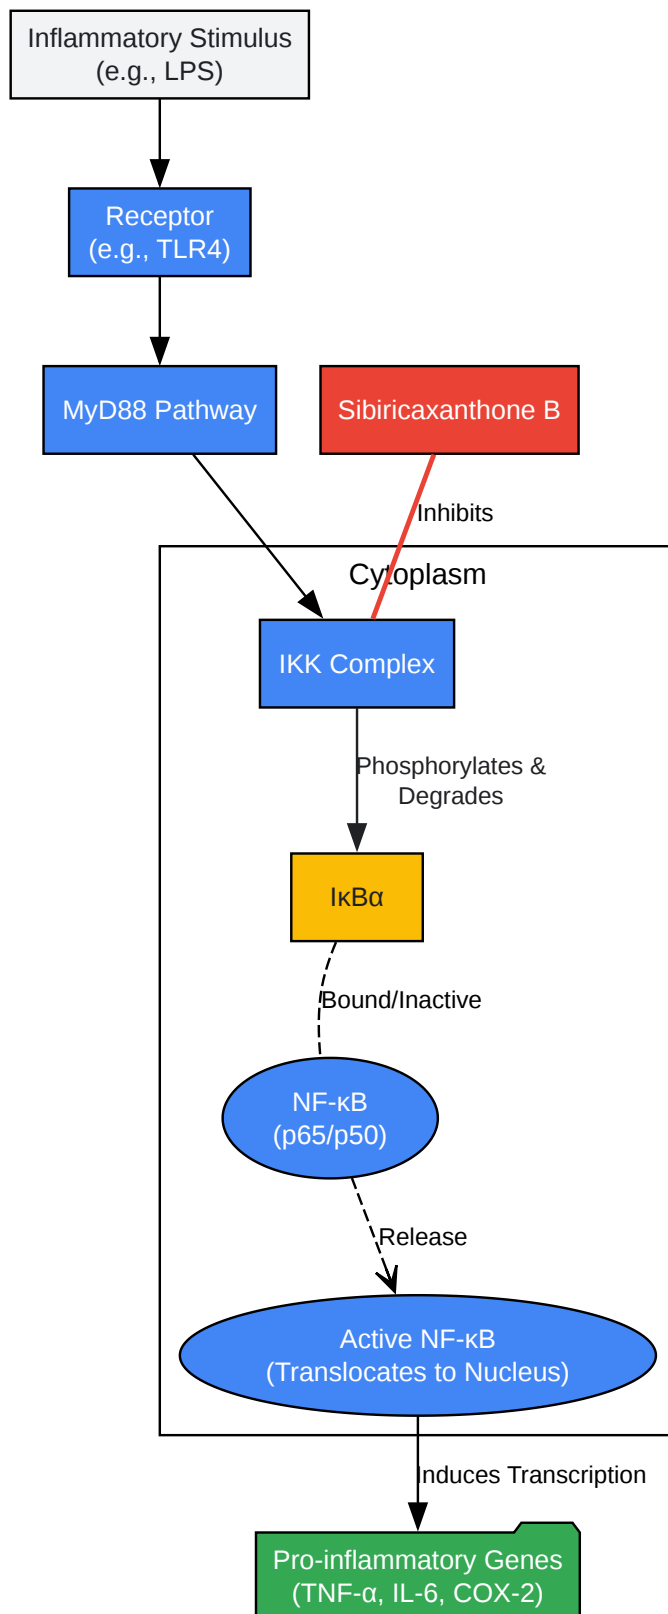 Inflammatory Stimulus
(e.g., LPS)
Receptor
(e.g., TLR4)
MyD88 Pathway
Sibiricaxanthone B
Inhibits
Cytoplasm
IKK Complex
Phosphorylates &
Degrades
IκBα
Bound/Inactive
NF-κB
(p65/p50)
Release
Active NF-κB
(Translocates to Nucleus)
Induces Transcription
Pro-inflammatory Genes
(TNF-α, IL-6, COX-2)